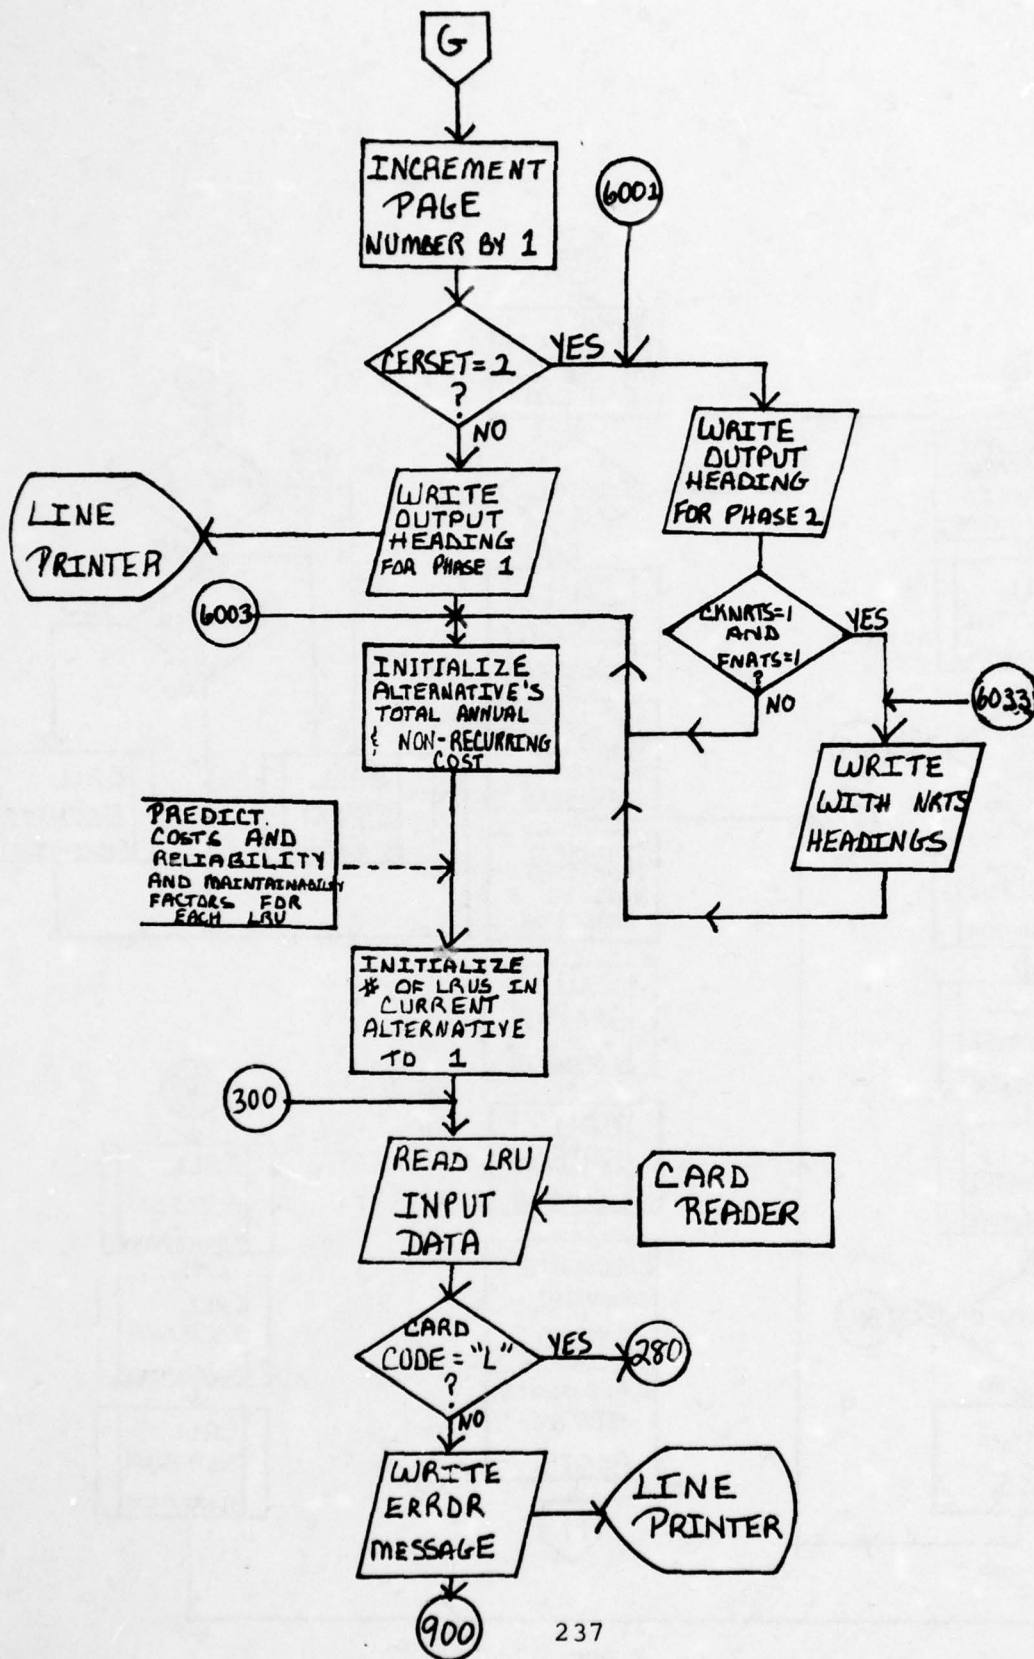 G
INCREMENT
PAGE
NUMBER BY 1
6001
CERSET=2
?
YES
NO
WRITE
OUTPUT
HEADING
FOR PHASE 2
LINE
PRINTER
WRITE
OUTPUT
HEADING
FOR PHASE 1
6003
CKNRTS=1
AND
FNRTS=1
?
YES
NO
6033
INITIALIZE
ALTERNATIVE'S
TOTAL ANNUAL
& NON-RECURRING
COST
WRITE
WITH NRTS
HEADINGS
PREDICT
COSTS AND
RELIABILITY
AND MAINTAINABILITY
FACTORS FOR
EACH LRU
INITIALIZE
# OF LRUS IN
CURRENT
ALTERNATIVE
TO 1
300
READ LRU
INPUT
DATA
CARD
READER
CARD
CODE="L"
?
YES
280
NO
WRITE
ERROR
MESSAGE
LINE
PRINTER
900
237